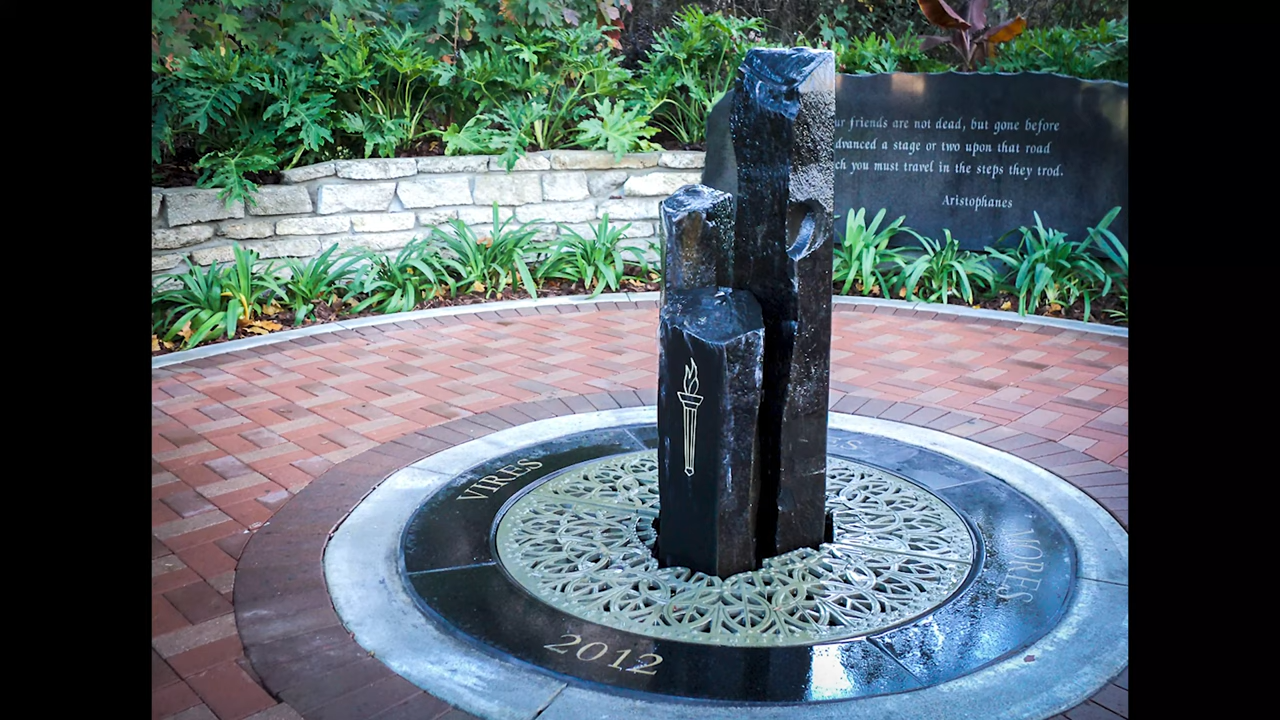 friends are not dead, but gone before
advanced a stage or two upon that road
you must travel in the steps they trod.
Aristophanes
VIRES
MORES
2012